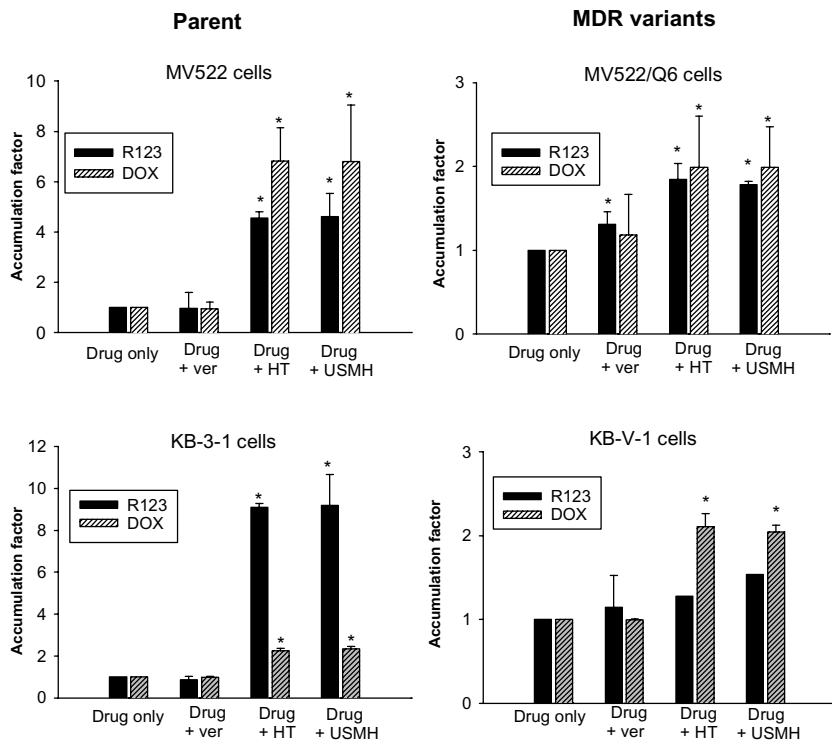 Parent
MDR variants
MV522 cells
10
8
6
4
2
0
Accumulation factor
R123
DOX
*
*
*
*
Drug only
Drug
+ ver
Drug
+ HT
Drug
+ USMH
MV522/Q6 cells
3
2
1
0
Accumulation factor
R123
DOX
*
*
*
*
*
Drug only
Drug
+ ver
Drug
+ HT
Drug
+ USMH
KB-3-1 cells
12
10
8
6
4
2
0
Accumulation factor
R123
DOX
*
*
*
*
Drug only
Drug
+ ver
Drug
+ HT
Drug
+ USMH
KB-V-1 cells
3
2
1
0
Accumulation factor
R123
DOX
*
*
Drug only
Drug
+ ver
Drug
+ HT
Drug
+ USMH